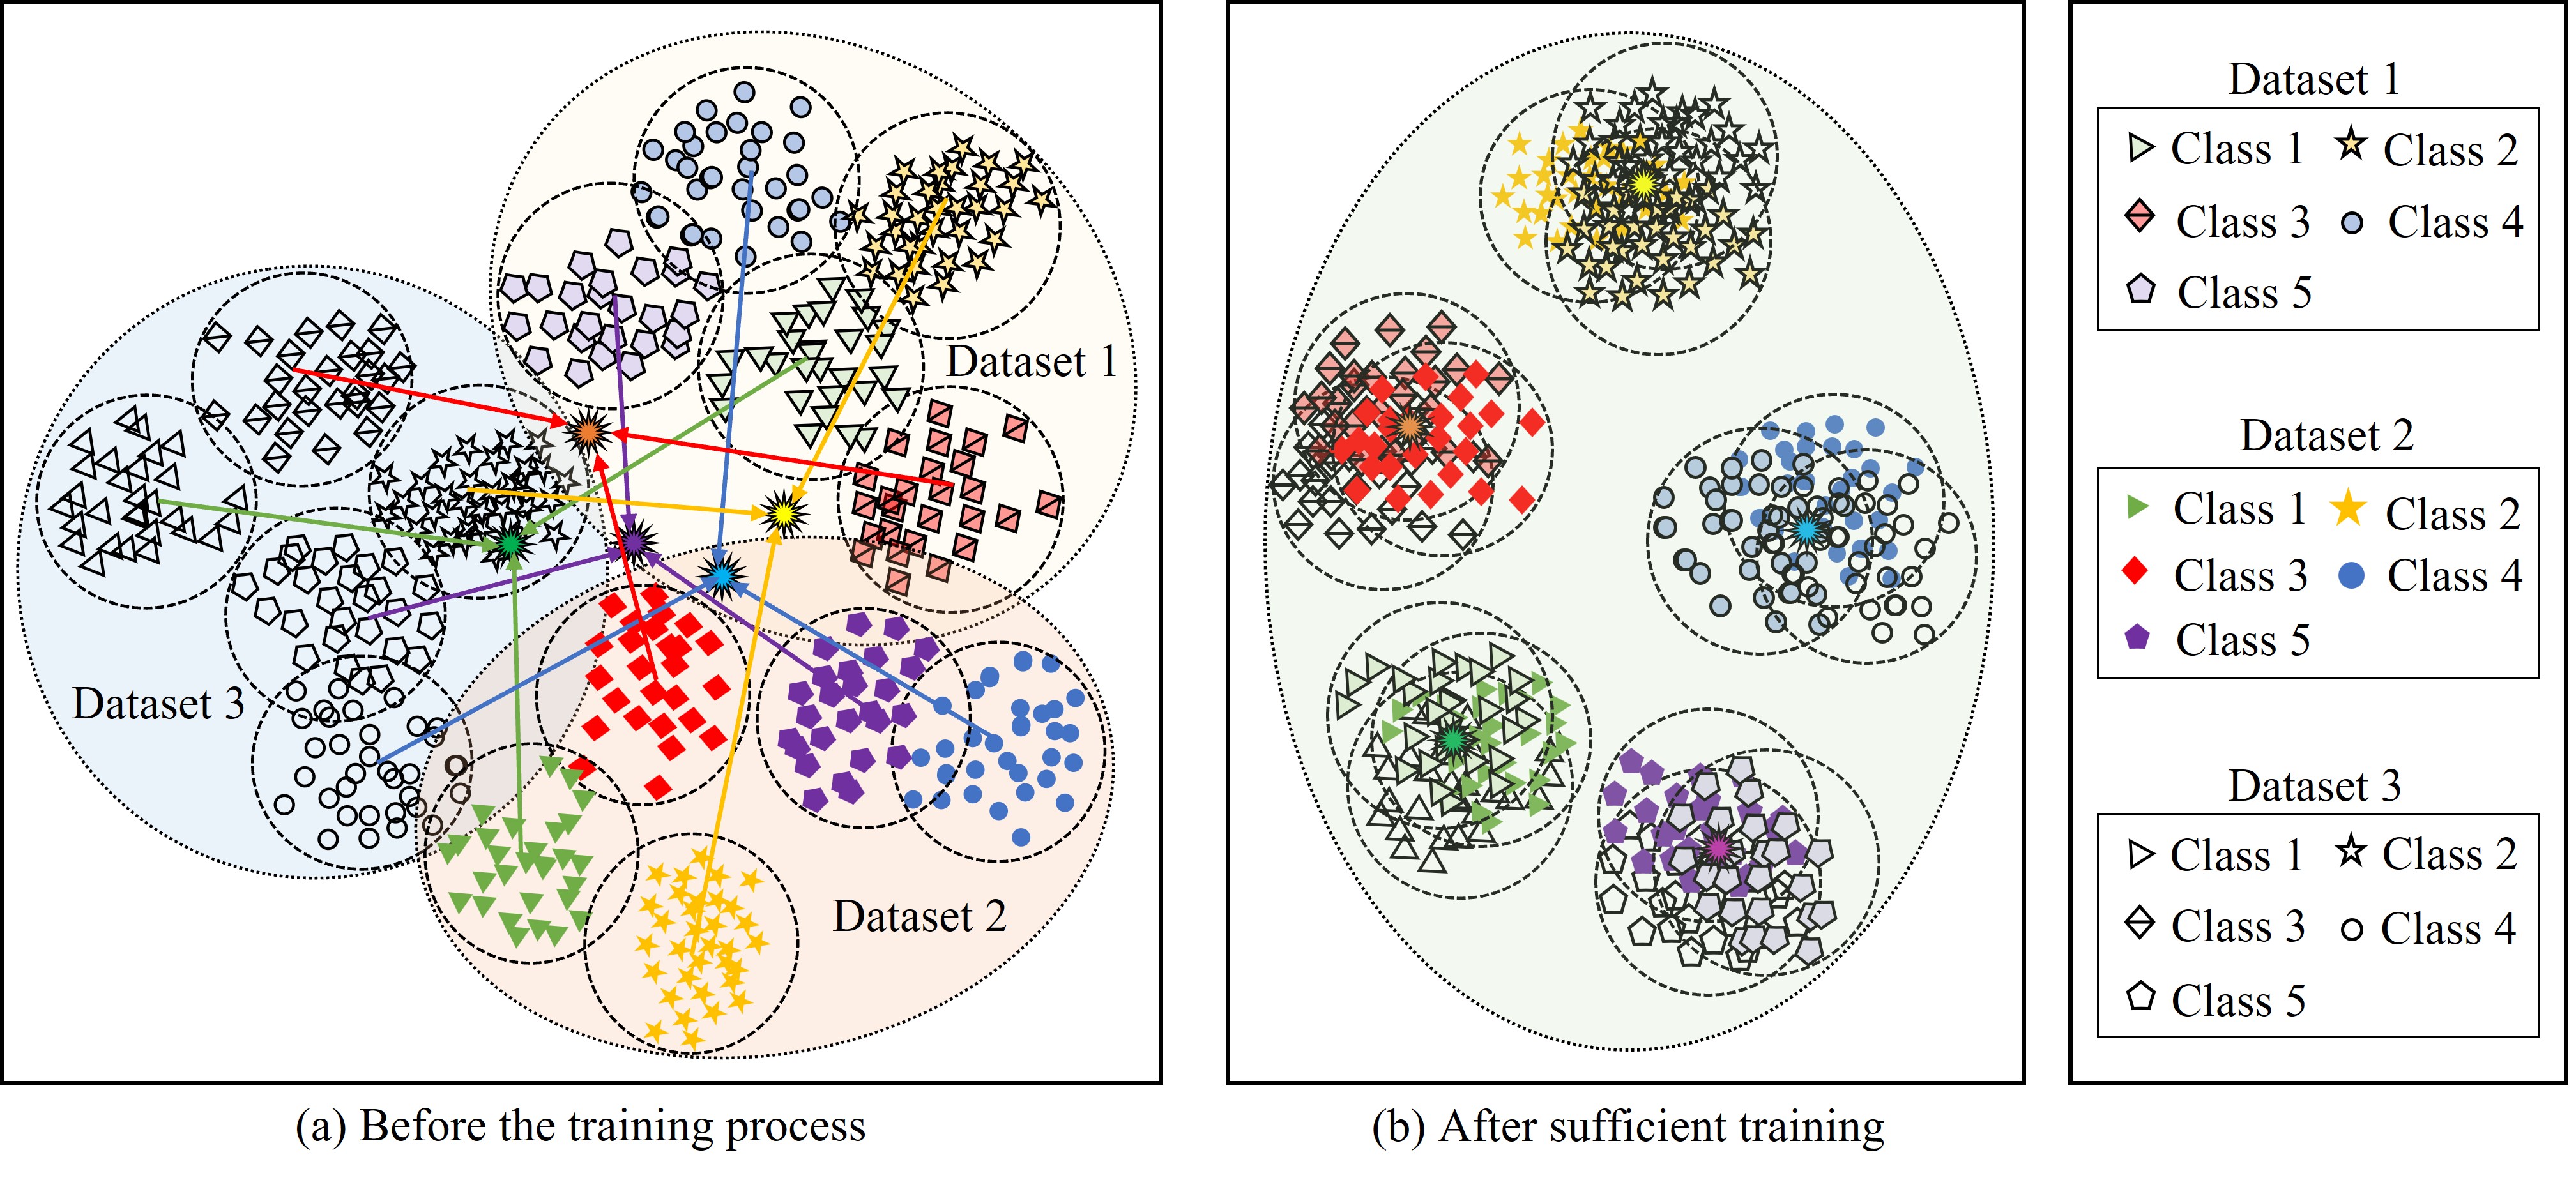 Dataset 1
Dataset 3
Dataset 2
(a) Before the training process
(b) After sufficient training
Dataset 1
Class 1 Class 2
Class 3 Class 4
Class 5
Dataset 2
Class 1 Class 2
Class 3 Class 4
Class 5
Dataset 3
Class 1 Class 2
Class 3 Class 4
Class 5